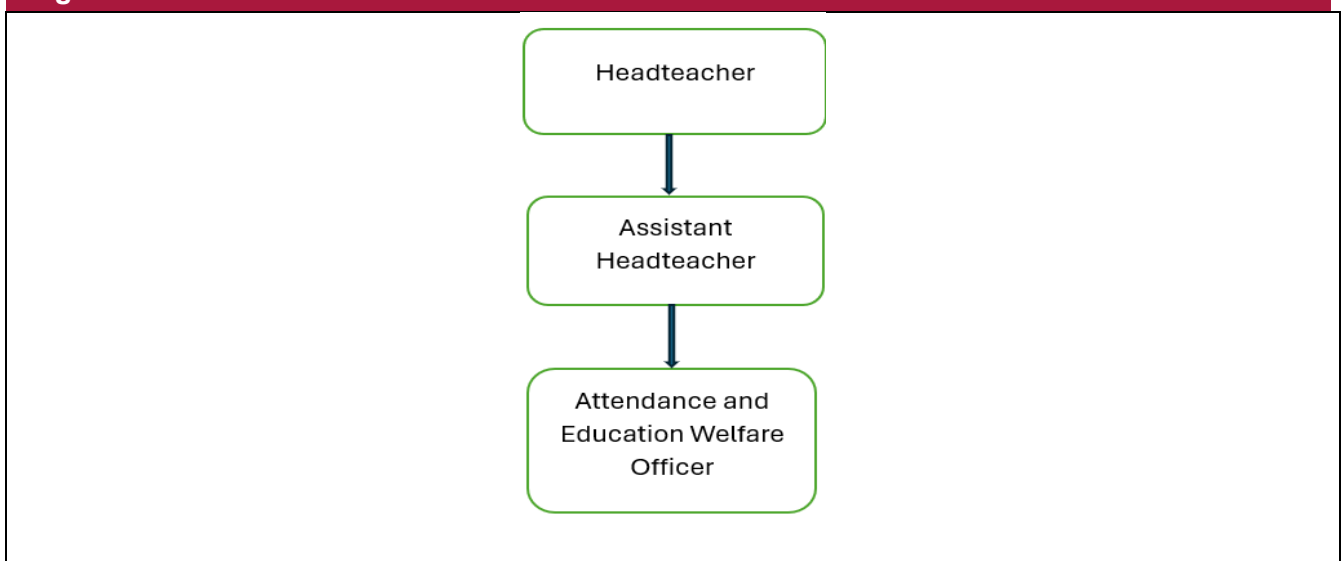 Headteacher
Assistant
Headteacher
Attendance and
Education Welfare
Officer